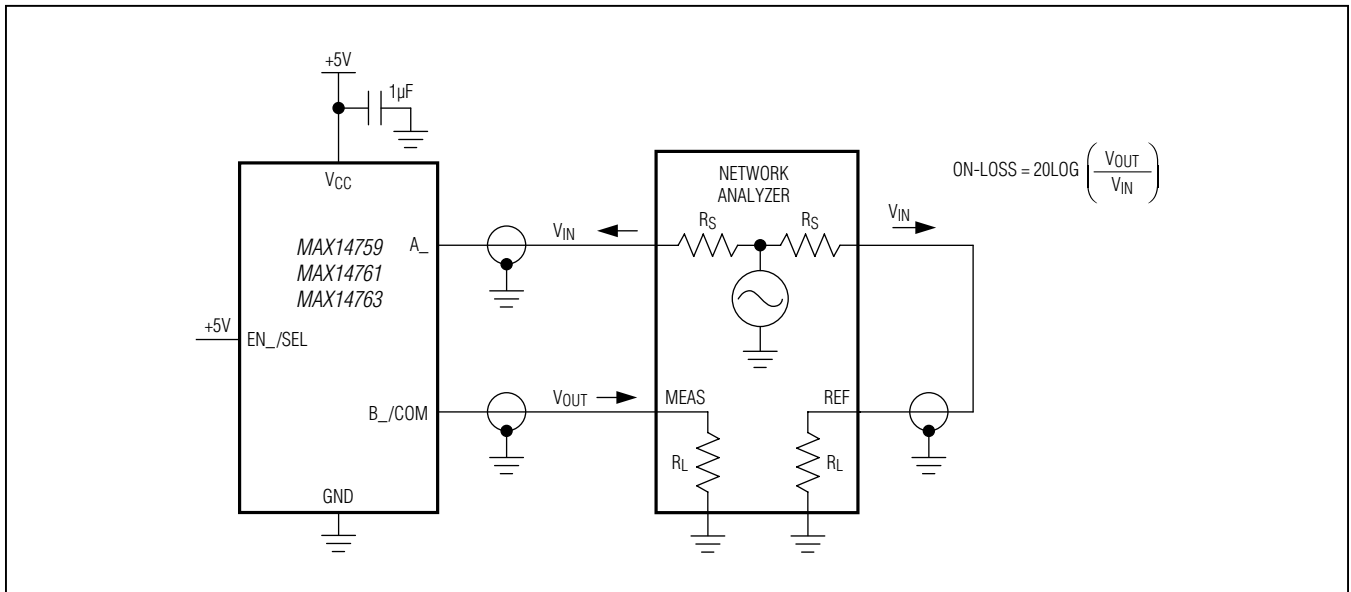 +5V
1µF
VCC
MAX14759
MAX14761
MAX14763
A_
+5V
EN_/SEL
B_/COM
GND
VIN
VOUT
NETWORK
ANALYZER
RS
RS
MEAS
REF
RL
RL
VIN
ON-LOSS = 20LOG (VOUT/VIN)